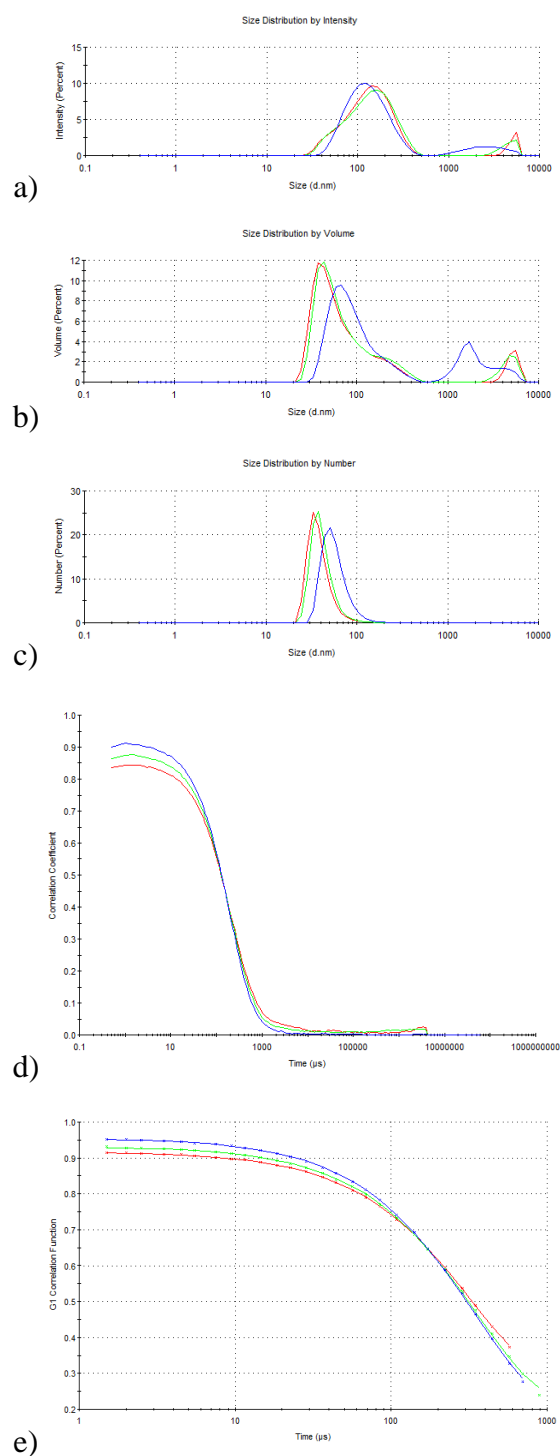 Size Distribution by Intensity
Intensity (Percent)
15
10
5
0
0.1 1 10 100 1000 10000
Size (d.nm)
a)
Size Distribution by Volume
Volume (Percent)
12
10
8
6
4
2
0
0.1 1 10 100 1000 10000
Size (d.nm)
b)
Size Distribution by Number
Number (Percent)
30
20
10
0
0.1 1 10 100 1000 10000
Size (d.nm)
c)
Correlation Coefficient
1.0
0.9
0.8
0.7
0.6
0.5
0.4
0.3
0.2
0.1
0.0
0.1 10 1000 100000 10000000 1000000000
Time (µs)
d)
G1 Correlation Function
1.0
0.9
0.8
0.7
0.6
0.5
0.4
0.3
0.2
1 10 100 1000
Time (µs)
e)